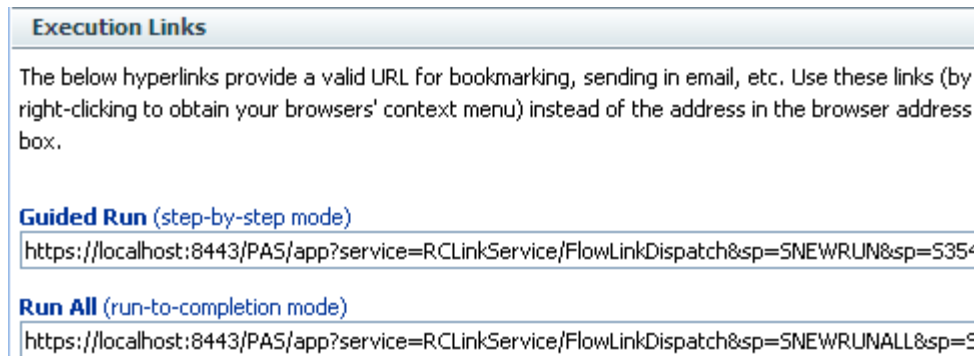 Execution Links
The below hyperlinks provide a valid URL for bookmarking, sending in email, etc. Use these links (by
right-clicking to obtain your browsers' context menu) instead of the address in the browser address
box.
Guided Run (step-by-step mode)
https://localhost:8443/PAS/app?service=RCLinkService/FlowLinkDispatch&sp=SNEWRUN&sp=S354
Run All (run-to-completion mode)
https://localhost:8443/PAS/app?service=RCLinkService/FlowLinkDispatch&sp=SNEWRUNALL&sp=S